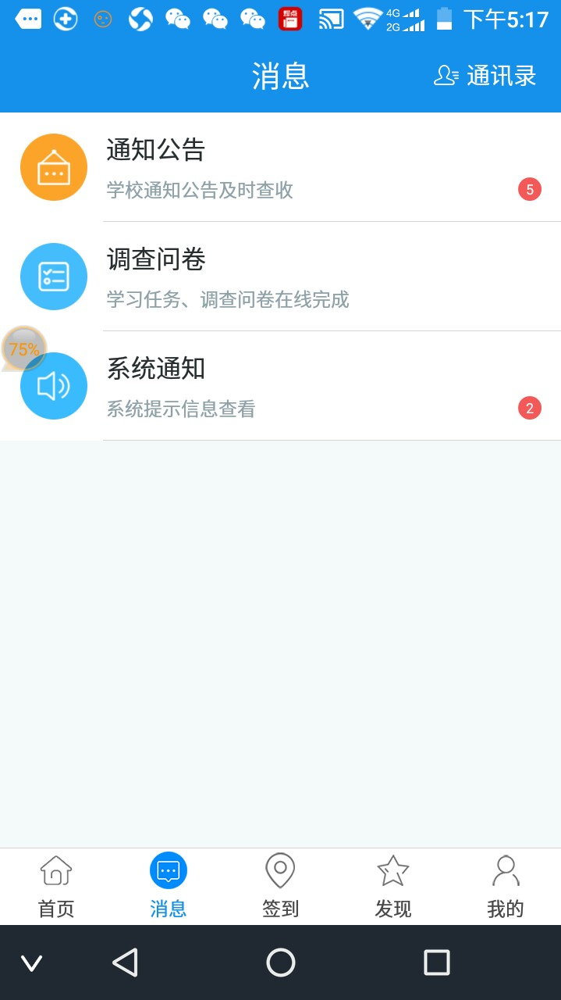 4G
2G
下午5:17
消息
通讯录
通知公告
学校通知公告及时查收
5
调查问卷
学习任务、调查问卷在线完成
75%
系统通知
系统提示信息查看
2
首页
消息
签到
发现
我的